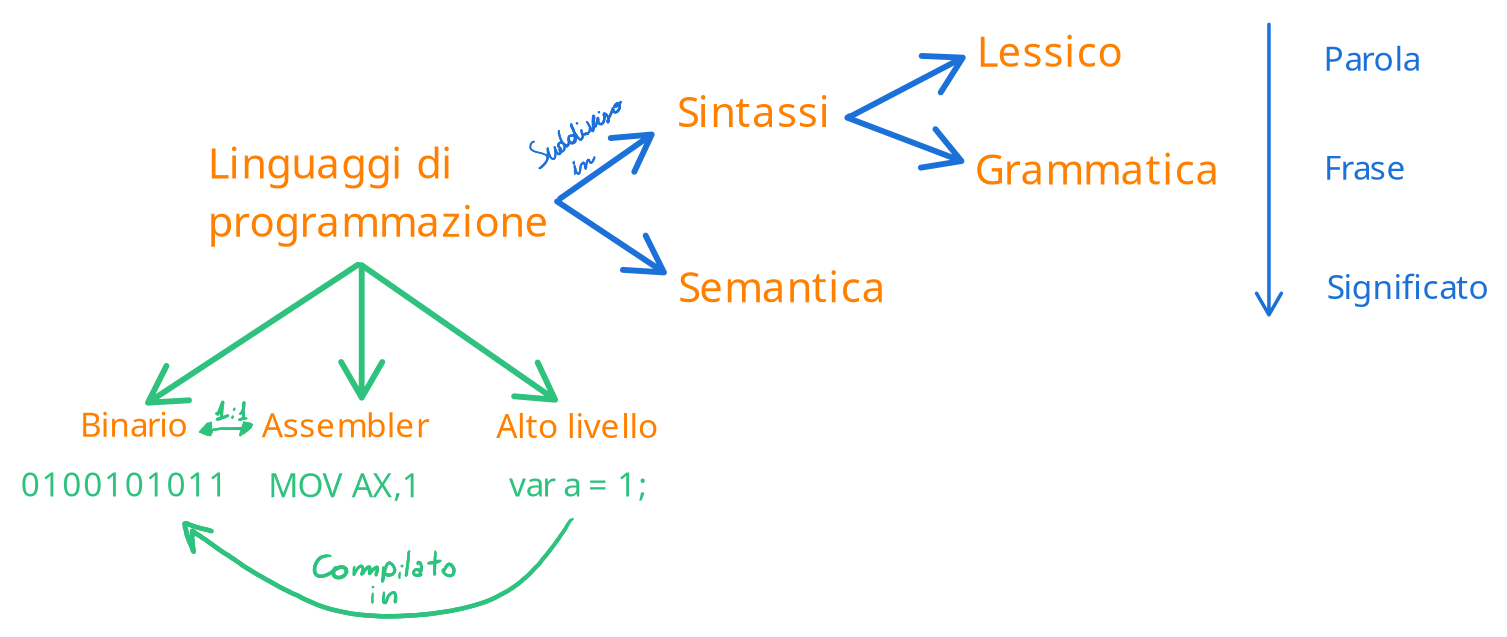 Lessico
Parola
Sintassi
Suddiviso
in
Linguaggi di
programmazione
Grammatica
Frase
Semantica
Significato
1:1
Binario
Assembler
Alto livello
0100101011
MOV AX,1
var a = 1;
Compilato
in